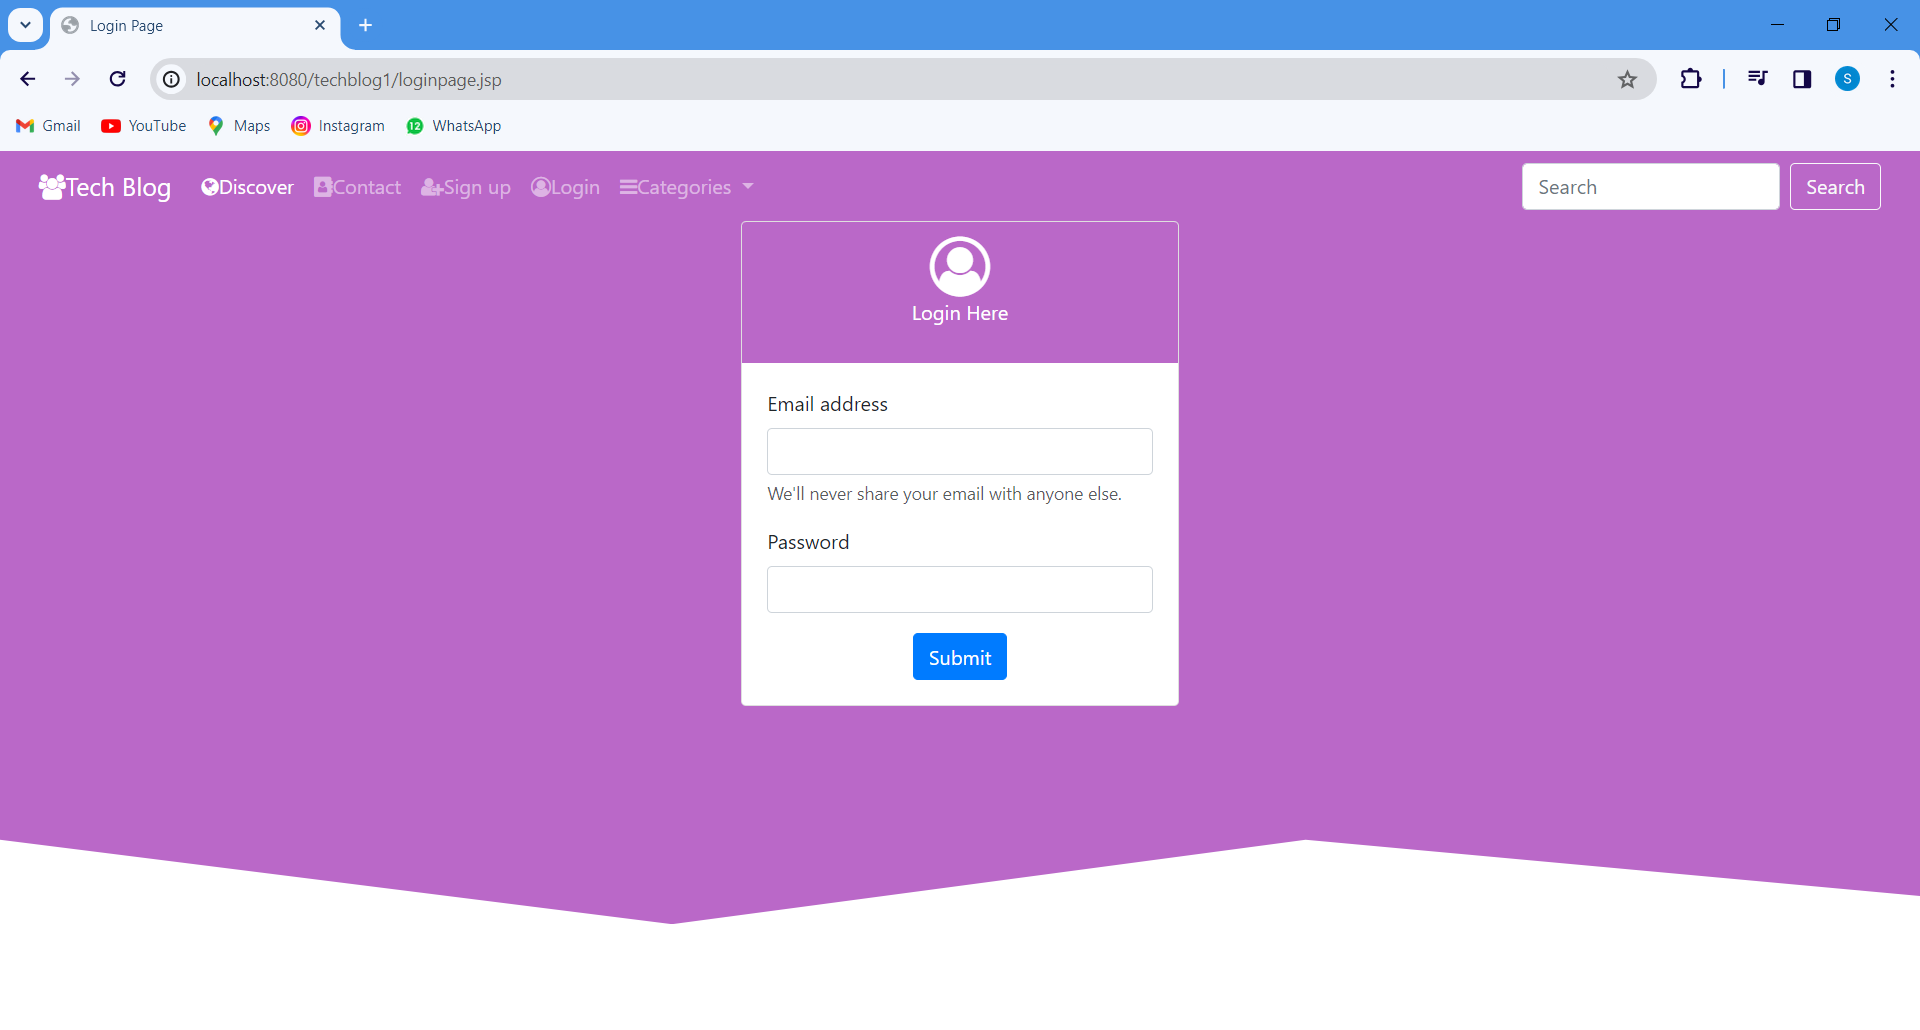 Login Page
localhost:8080/techblog1/loginpage.jsp
S
Gmail YouTube Maps Instagram 12 WhatsApp
Tech Blog Discover Contact Sign up Login Categories Search Search
Login Here
Email address
We'll never share your email with anyone else.
Password
Submit